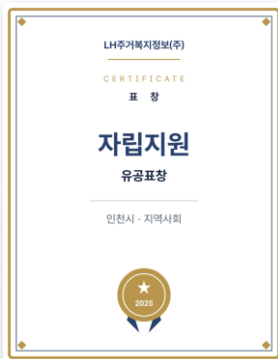 LH주거복지정보(주)
CERTIFICATE
표 창
자립지원
유공표창
인천시 · 지역사회
2025